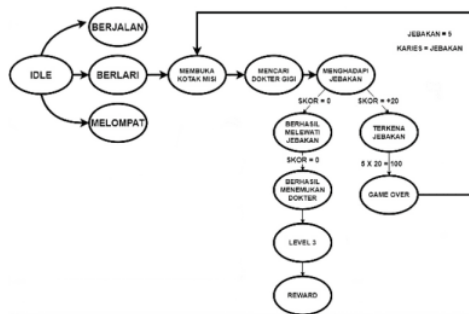 BERJALAN
JEBAKAN = 5
KARIES = JEBAKAN
IDLE
BERLARI
MEMBUKA
KOTAK MISI
MENCARI
DOKTER GIGI
MENGHADAPI
JEBAKAN
MELOMPAT
SKOR = 0
SKOR = +20
BERHASIL
MELEWATI
JEBAKAN
TERKENA
JEBAKAN
SKOR = 0
5 X 20 = 100
BERHASIL
MENEMUKAN
DOKTER
GAME OVER
LEVEL 3
REWARD